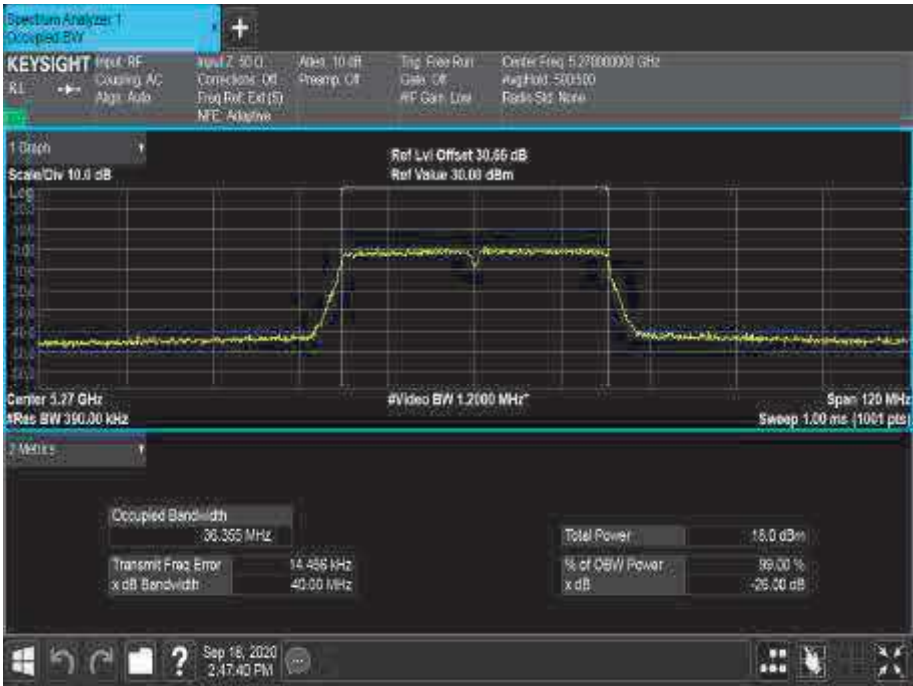 Spectrum Analyzer 1
Occupied BW
+
KEYSIGHT Input: RF
R L
Coupling: AC
Align: Auto
Input Z: 50 Ω
Corrections: Off
Freq Ref: Ext (S)
NFE: Adaptive
Atten: 10 dB
Preamp: Off
Trig: Free Run
Gate: Off
#IF Gain: Low
Center Freq: 5.270000000 GHz
Avg|Hold: 500/500
Radio Std: None
1 Graph
Scale/Div 10.0 dB
Ref Lvl Offset 30.66 dB
Ref Value 30.00 dBm
Log
Center 5.27 GHz
#Video BW 1.2000 MHz*
Span 120 MHz
#Res BW 390.00 kHz
Sweep 1.00 ms (1001 pts)
2 Metrics
Occupied Bandwidth
36.355 MHz
Total Power 18.0 dBm
Transmit Freq Error 14.466 kHz
% of OBW Power 99.00 %
x dB Bandwidth 40.00 MHz
x dB -26.00 dB
?
Sep 16, 2020
2:47:40 PM